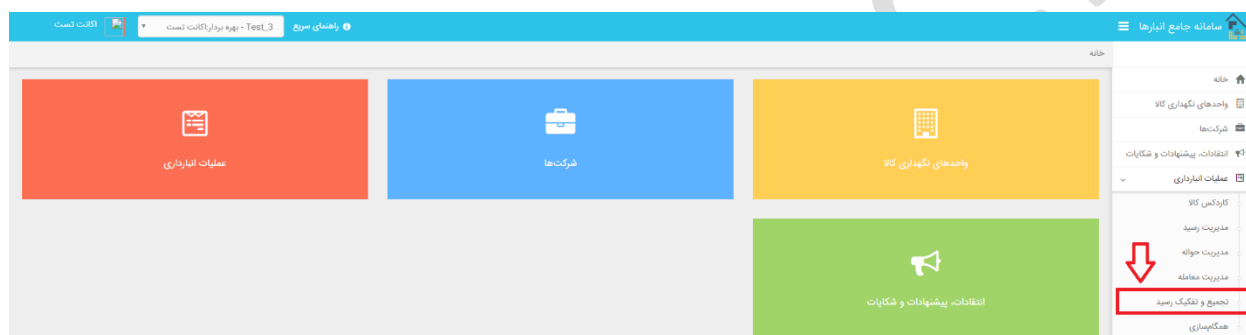 سامانه جامع انبارها
راهنمای سریع
Test_3 - بهره بردار:اکانت تست
اکانت تست
خانه
خانه
واحدهای نگهداری کالا
شرکت‌ها
انتقادات، پیشنهادات و شکایات
عملیات انبارداری
کاردکس کالا
مدیریت رسید
مدیریت حواله
مدیریت معامله
تجمیع و تفکیک رسید
همگام‌سازی
واحدهای نگهداری کالا
شرکت‌ها
عملیات انبارداری
انتقادات، پیشنهادات و شکایات